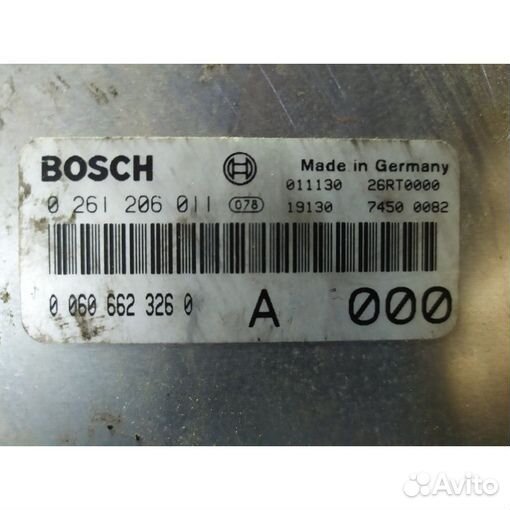 BOSCH
Made in Germany
011130 26RT0000
0 261 206 011 078 19130 7450 0082
0 060 662 326 0 A 000
Avito